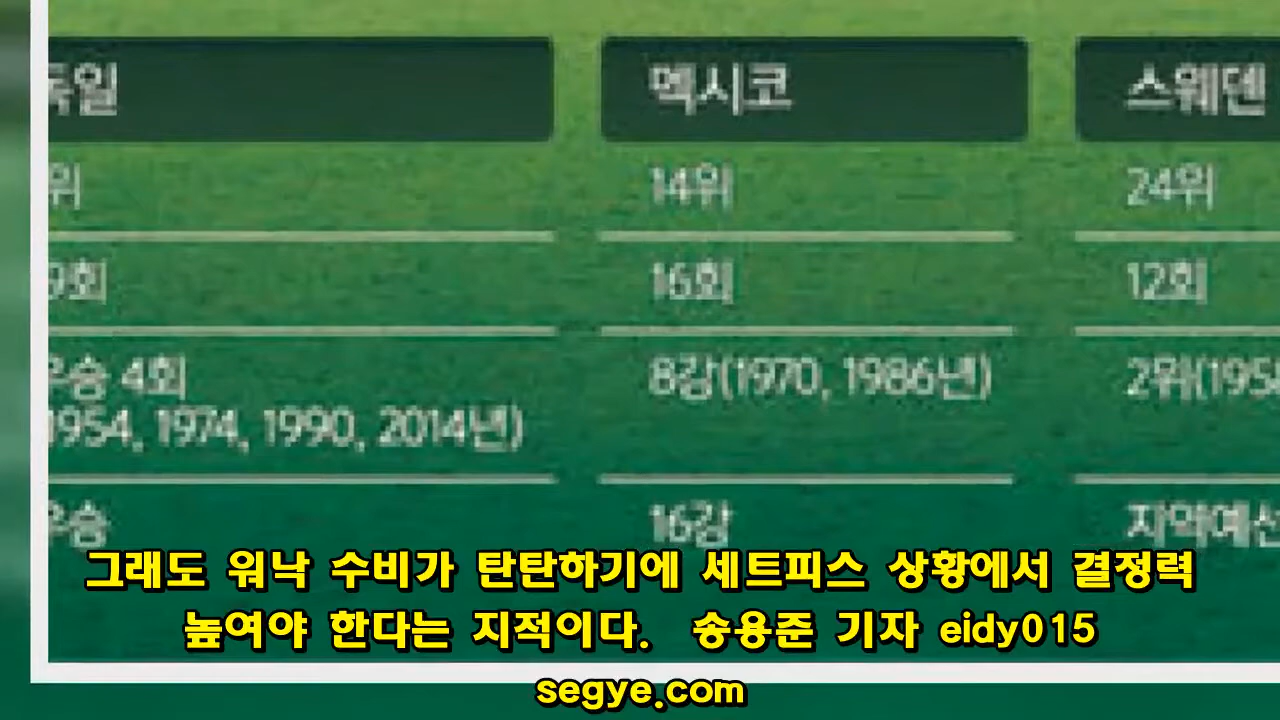 멕시코
스웨덴
14위
24위
16회
12회
4회
8강(1970, 1986년)
1954, 1974, 1990, 2014년)
16강
그래도 워낙 수비가 탄탄하기에 세트피스 상황에서 결정력
높여야 한다는 지적이다. 송용준 기자 eidy015
segye.com